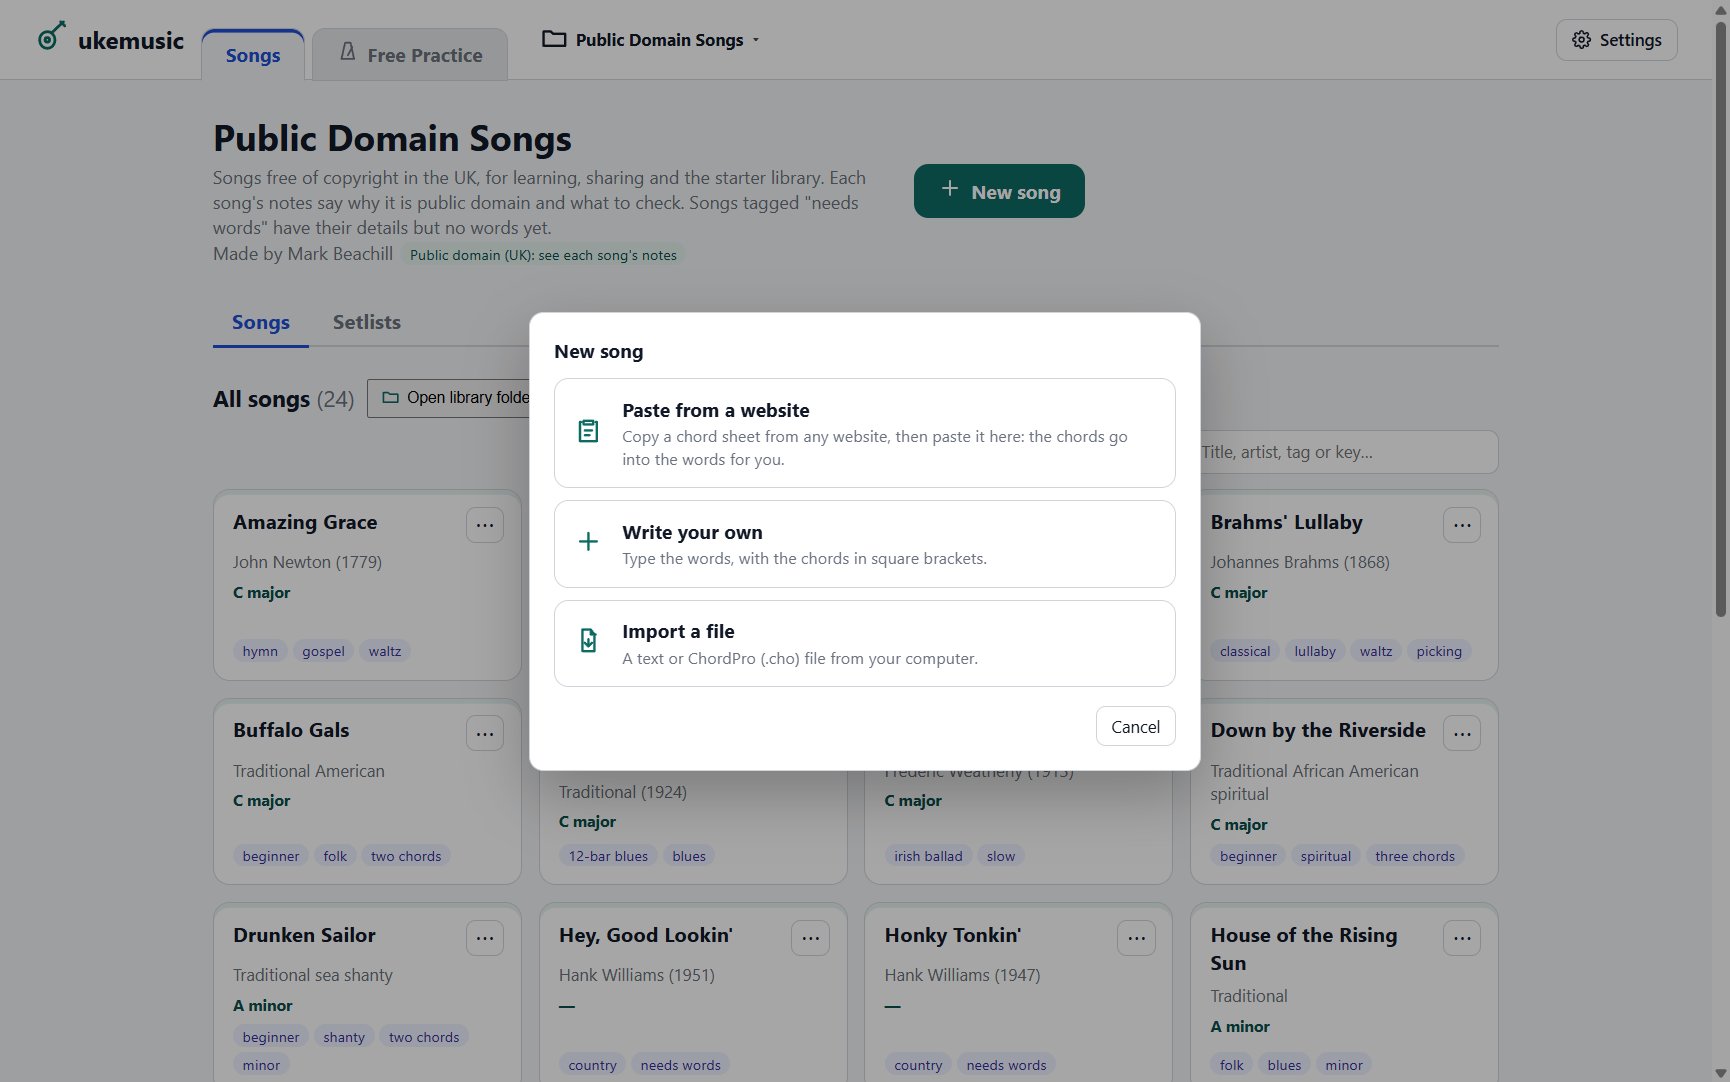 ukemusic
Songs
Free Practice
Public Domain Songs
Settings
Public Domain Songs
Songs free of copyright in the UK, for learning, sharing and the starter library. Each
song's notes say why it is public domain and what to check. Songs tagged "needs
words" have their details but no words yet.
Made by Mark Beachill
Public domain (UK): see each song's notes
+ New song
Songs
Setlists
All songs (24)
Open library folde
Title, artist, tag or key...
New song
Paste from a website
Copy a chord sheet from any website, then paste it here: the chords go
into the words for you.
Write your own
Type the words, with the chords in square brackets.
Import a file
A text or ChordPro (.cho) file from your computer.
Cancel
Amazing Grace
...
John Newton (1779)
C major
hymn
gospel
waltz
Brahms' Lullaby
...
Johannes Brahms (1868)
C major
classical
lullaby
waltz
picking
Buffalo Gals
...
Traditional American
C major
beginner
folk
two chords
Traditional (1924)
C major
12-bar blues
blues
Frederic Weatherly (1913)
C major
irish ballad
slow
Down by the Riverside
...
Traditional African American
spiritual
C major
beginner
spiritual
three chords
Drunken Sailor
...
Traditional sea shanty
A minor
beginner
shanty
two chords
minor
Hey, Good Lookin'
...
Hank Williams (1951)
—
country
needs words
Honky Tonkin'
...
Hank Williams (1947)
—
country
needs words
House of the Rising
Sun
...
Traditional
A minor
folk
blues
minor